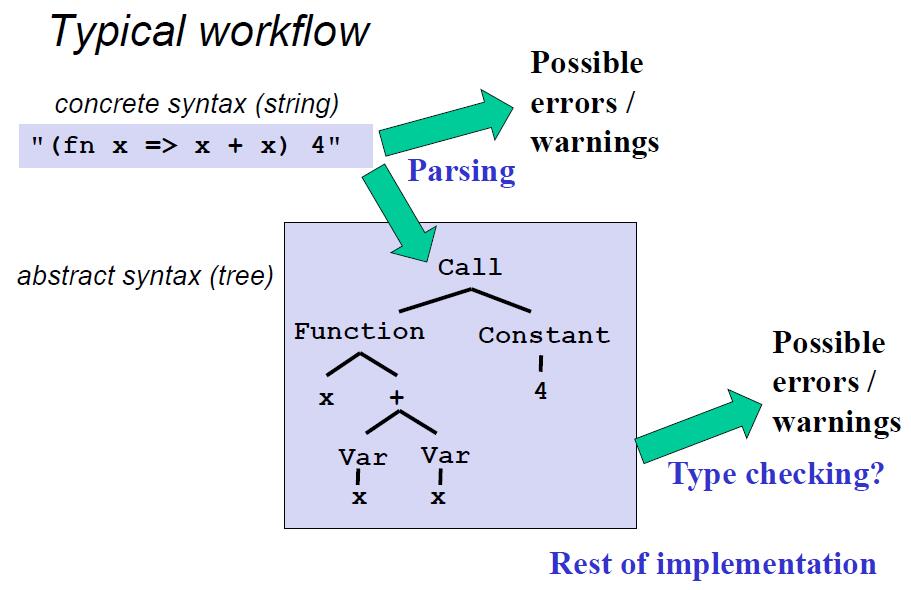 Typical workflow
concrete syntax (string)
"(fn x => x + x) 4"
Possible
errors /
warnings
Parsing
abstract syntax (tree)
Call
Function Constant
x + 4
Var Var
x x
Possible
errors /
warnings
Type checking?
Rest of implementation